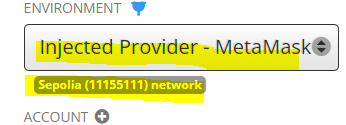 ENVIRONMENT
Injected Provider - MetaMask
Sepolia (11155111) network
ACCOUNT